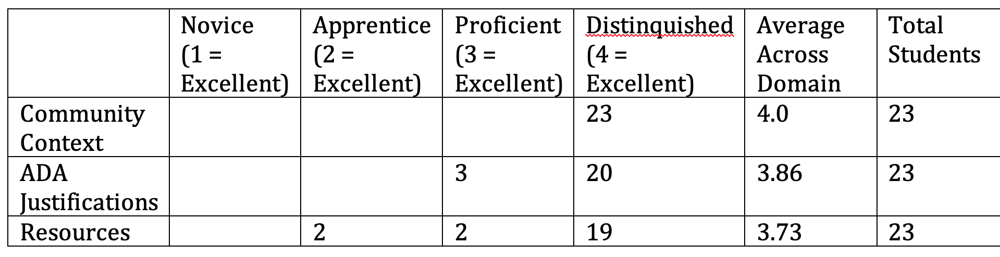 Novice (1 = Excellent) Apprentice (2 = Excellent) Proficient (3 = Excellent) Distinquished (4 = Excellent) Average Across Domain Total Students
Community Context 23 4.0 23
ADA Justifications 3 20 3.86 23
Resources 2 2 19 3.73 23